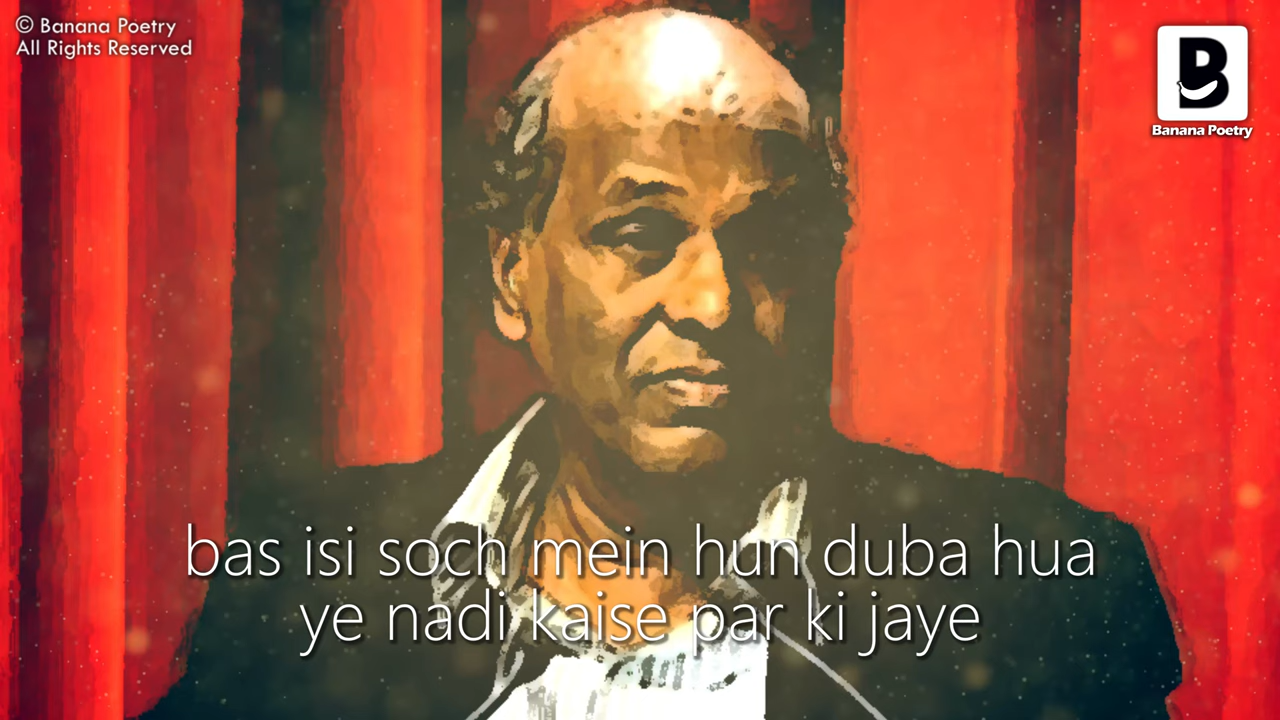 © Banana Poetry
All Rights Reserved
B
Banana Poetry
bas isi soch mein hun duba hua
ye nadi kaise par ki jaye